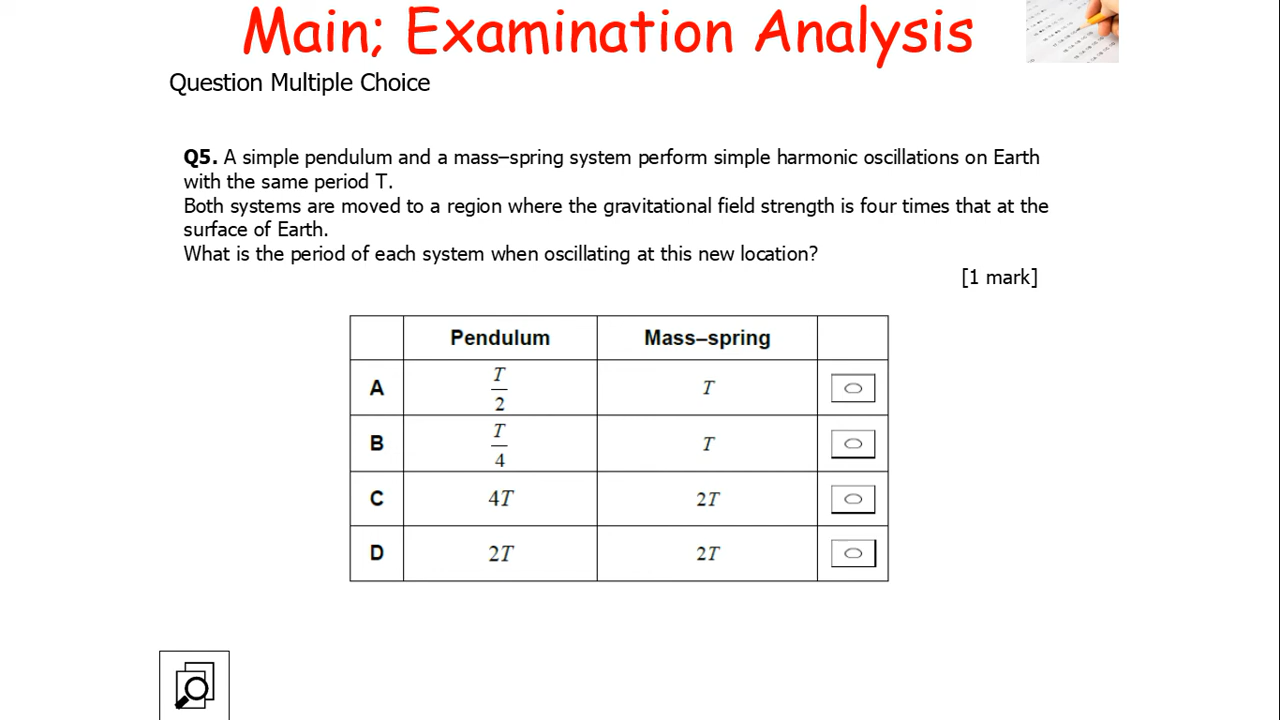 Main; Examination Analysis
Question Multiple Choice
Q5. A simple pendulum and a mass–spring system perform simple harmonic oscillations on Earth
with the same period T.
Both systems are moved to a region where the gravitational field strength is four times that at the
surface of Earth.
What is the period of each system when oscillating at this new location?
[1 mark]
Pendulum Mass–spring
A T/2 T
B T/4 T
C 4T 2T
D 2T 2T